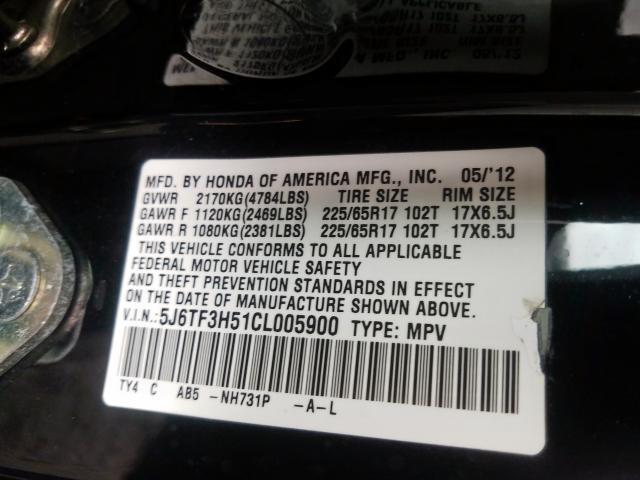 MFD. BY HONDA OF AMERICA MFG., INC. 05/'12
GVWR 2170KG(4784LBS) TIRE SIZE RIM SIZE
GAWR F 1120KG(2469LBS) 225/65R17 102T 17X6.5J
GAWR R 1080KG(2381LBS) 225/65R17 102T 17X6.5J
THIS VEHICLE CONFORMS TO ALL APPLICABLE
FEDERAL MOTOR VEHICLE SAFETY
AND THEFT PREVENTION STANDARDS IN EFFECT
ON THE DATE OF MANUFACTURE SHOWN ABOVE.
V.I.N.:5J6TF3H51CL005900 TYPE: MPV
TY4 C AB5 -NH731P -A-L